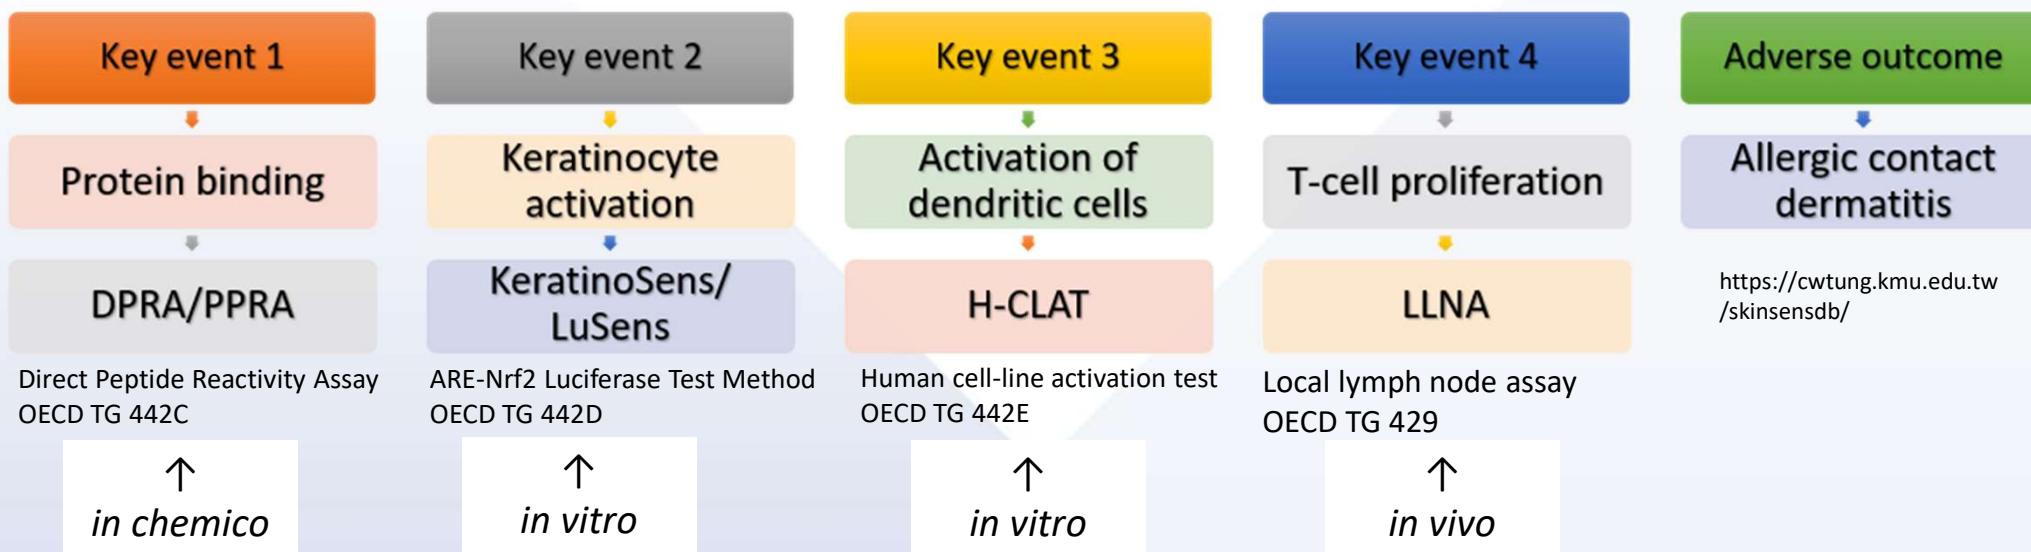 Key event 1
Protein binding
DPRA/PPRA
Direct Peptide Reactivity Assay
OECD TG 442C
↑
in chemico
Key event 2
Keratinocyte
activation
KeratinoSens/
LuSens
ARE-Nrf2 Luciferase Test Method
OECD TG 442D
↑
in vitro
Key event 3
Activation of
dendritic cells
H-CLAT
Human cell-line activation test
OECD TG 442E
↑
in vitro
Key event 4
T-cell proliferation
LLNA
Local lymph node assay
OECD TG 429
↑
in vivo
Adverse outcome
Allergic contact
dermatitis
https://cwtung.kmu.edu.tw
/skinsensdb/